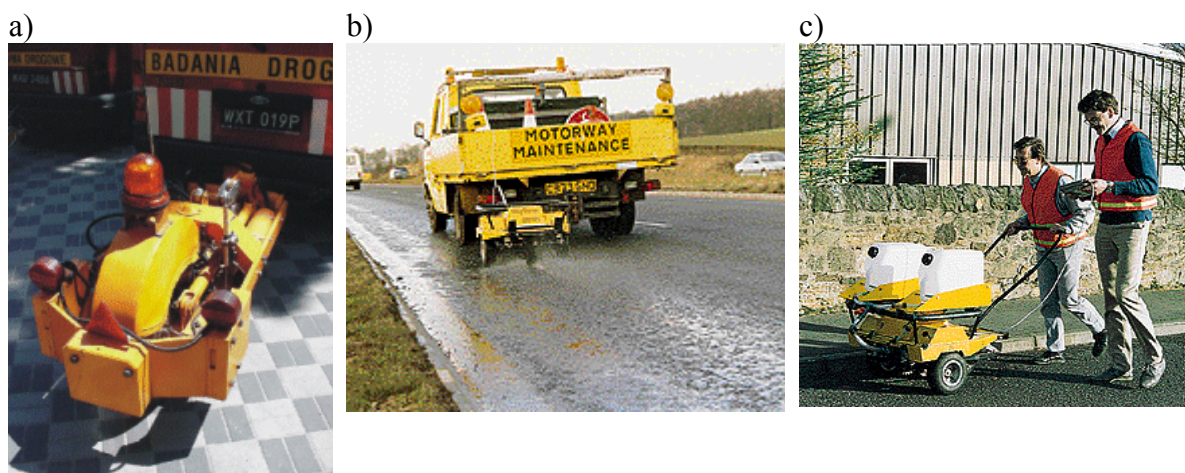 a)
b)
c)
BADANIA DROG
WXT 019P
MOTORWAY
MAINTENANCE